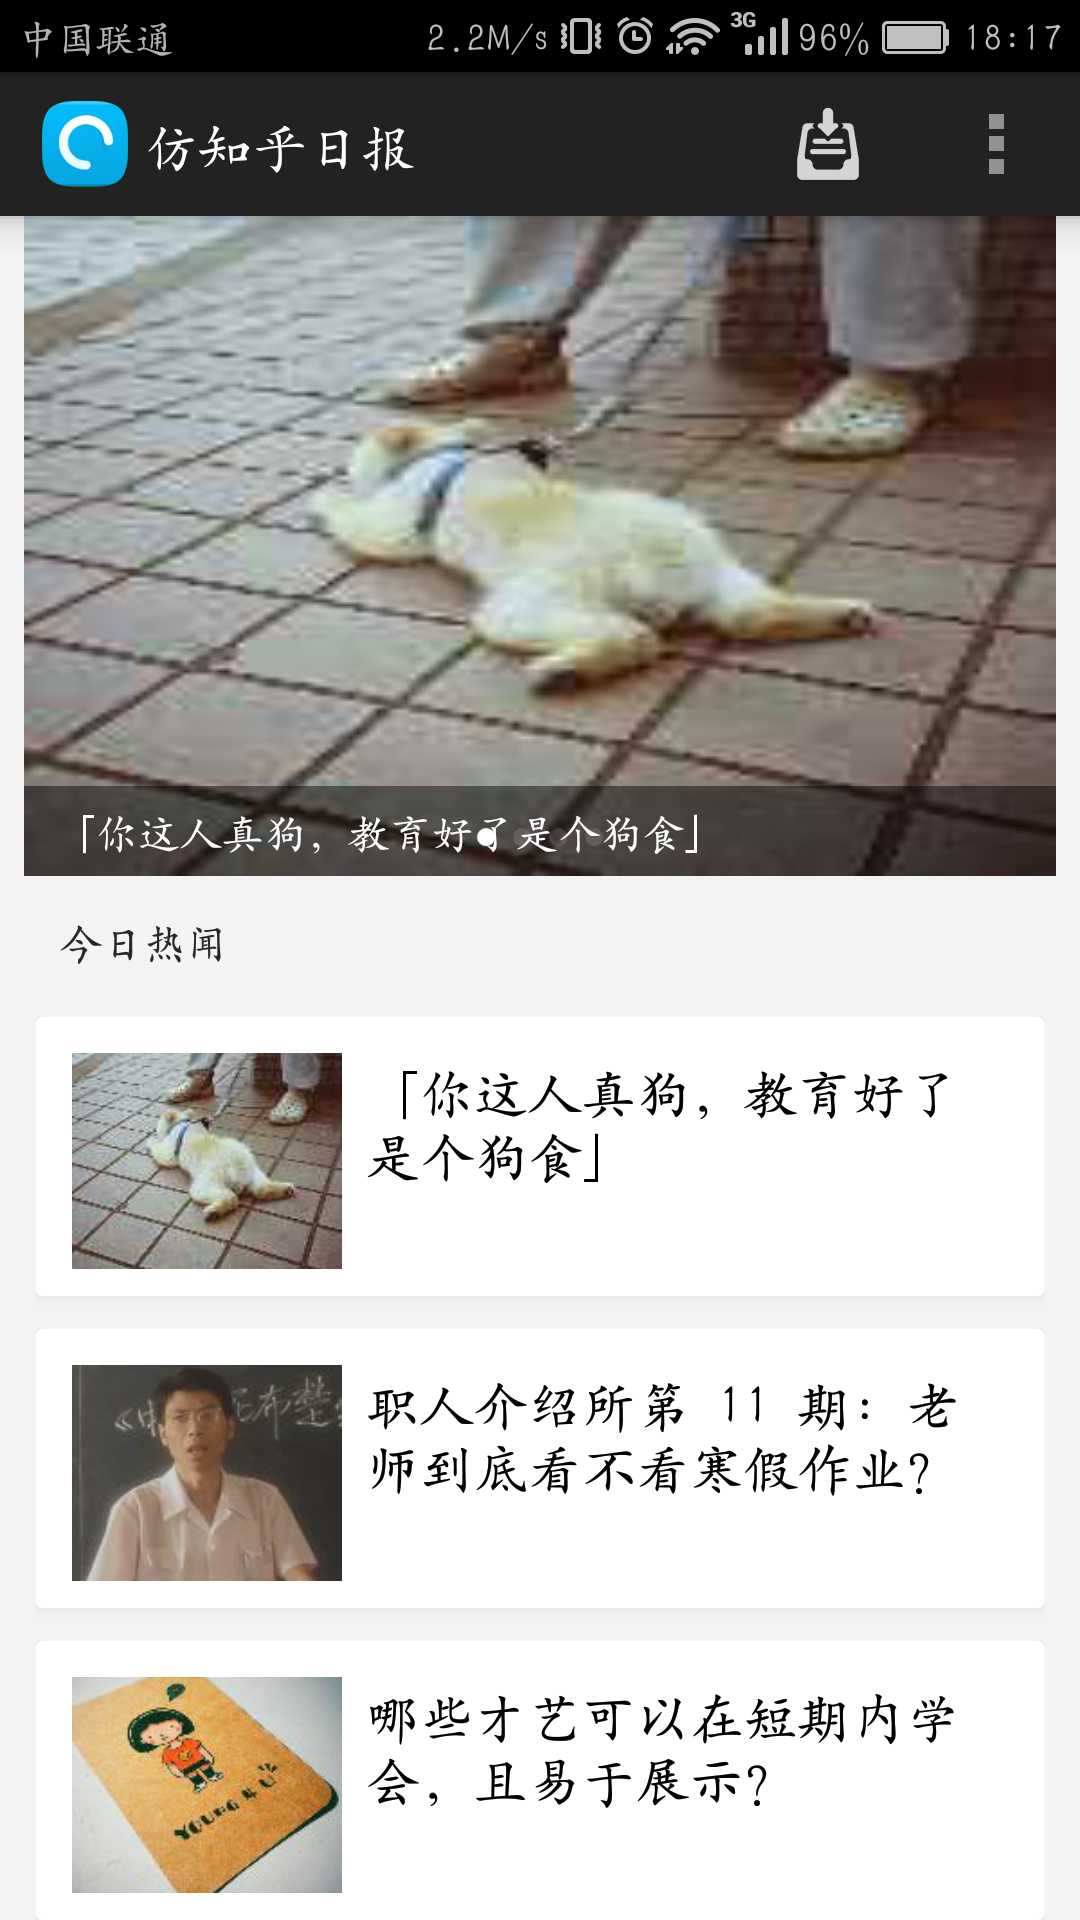 中国联通 2.2M/s 3G 96% 18:17
仿知乎日报
「你这人真狗，教育好了是个狗食」
今日热闻
「你这人真狗，教育好了
是个狗食」
职人介绍所第 11 期：老
师到底看不看寒假作业？
哪些才艺可以在短期内学
会，且易于展示？
YOUNG 4 U